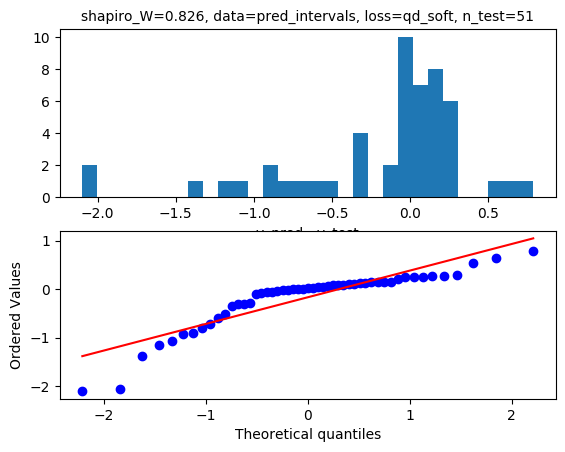 shapiro_W=0.826, data=pred_intervals, loss=qd_soft, n_test=51
10
8
6
4
2
0
−2.0 −1.5 −1.0 −0.5 0.0 0.5
1
0
−1
−2
Ordered Values
−2 −1 0 1 2
Theoretical quantiles